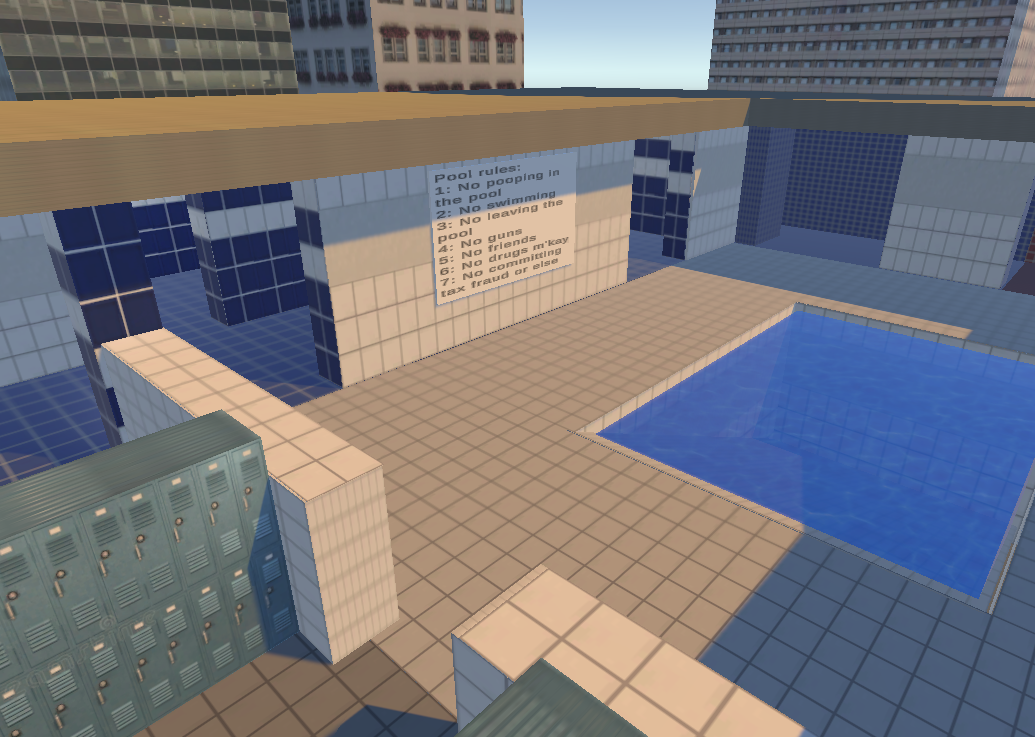 Pool rules:
1: No pooping in
the pool
2: No swimming
3: No leaving the
pool
4: No guns
5: No friends
6: No drugs m'kay
7: No committing
tax fraud or else